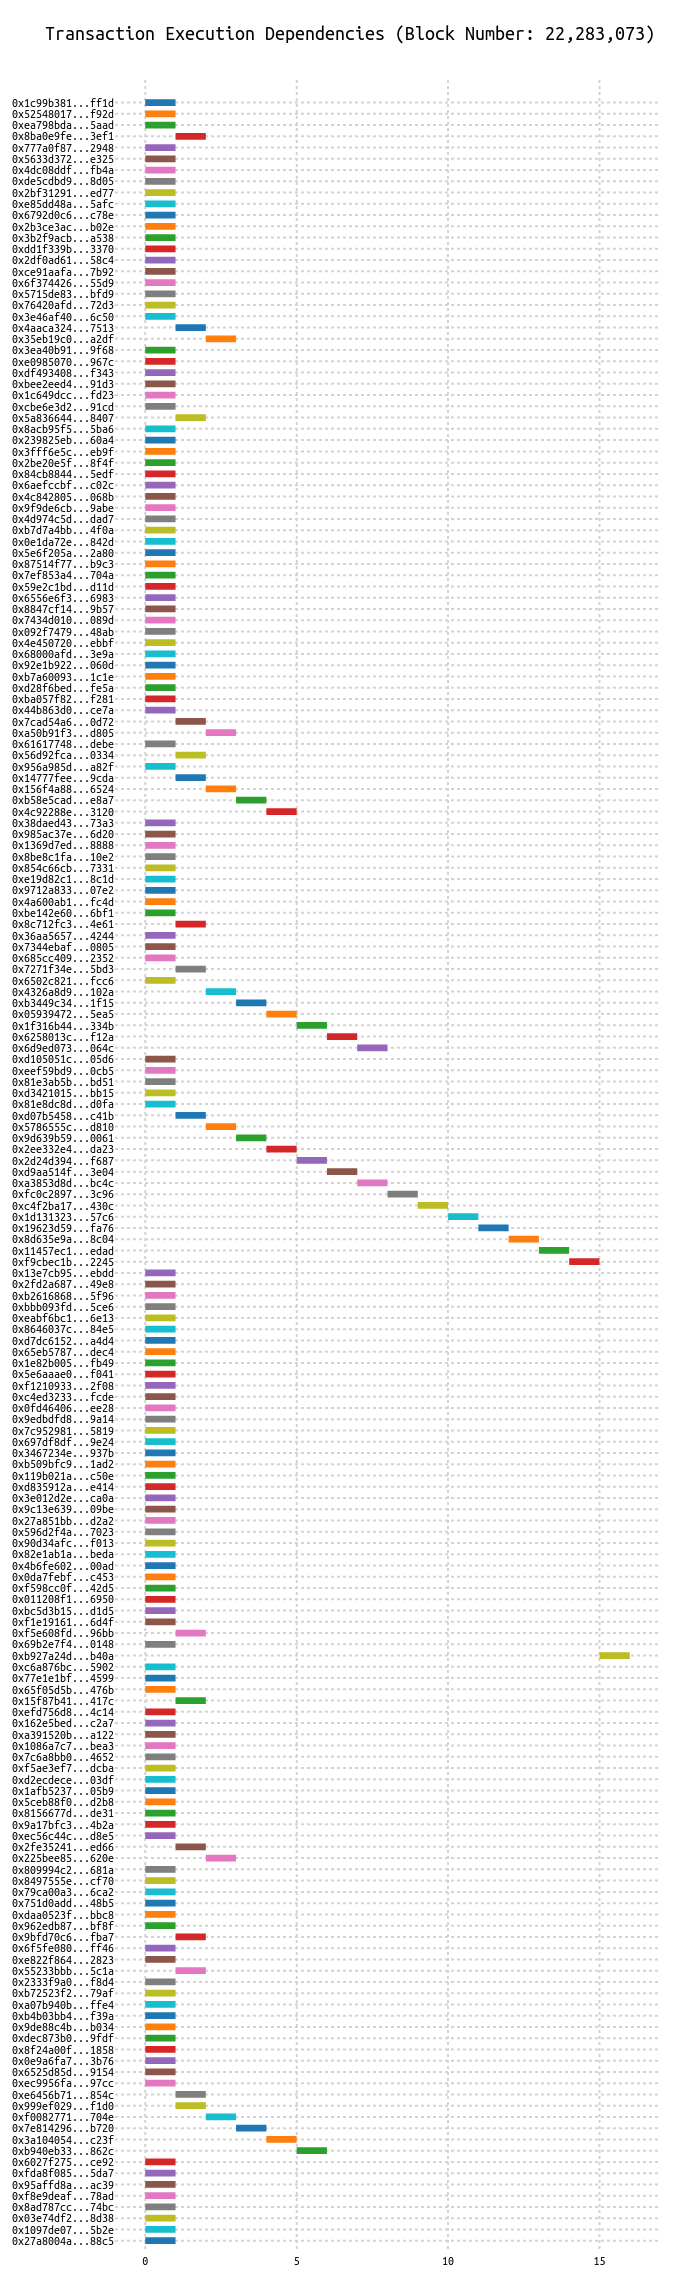 Transaction Execution Dependencies (Block Number: 22,283,073)
0x1c99b381...ff1d
0x52548017...f92d
0xea798bda...5aad
0x8ba0e9fe...3ef1
0x777a0f87...2948
0x5633d372...e325
0x4dc08ddf...fb4a
0xde5cdbd9...8d05
0x2bf31291...ed77
0xe85dd48a...5afc
0x6792d0c6...c78e
0x2b3ce3ac...b02e
0x3b2f9acb...a538
0xdd1f339b...3370
0x2df0ad61...58c4
0xce91aafa...7b92
0x6f374426...55d9
0x5715de83...bfd9
0x76420afd...72d3
0x3e46af40...6c50
0x4aaca324...7513
0x35eb19c0...a2df
0x3ea40b91...9f68
0xe0985070...967c
0xdf493408...f343
0xbee2eed4...91d3
0x1c649dcc...fd23
0xcbe6e3d2...91cd
0x5a836644...8407
0x8acb95f5...5ba6
0x239825eb...60a4
0x3fff6e5c...eb9f
0x2be20e5f...8f4f
0x84cb8844...5edf
0x6aefccbf...c02c
0x4c842805...068b
0x9f9de6cb...9abe
0x4d974c5d...dad7
0xb7d7a4bb...4f0a
0x0e1da72e...842d
0x5e6f205a...2a80
0x87514f77...b9c3
0x7ef853a4...704a
0x59e2c1bd...d11d
0x6556e6f3...6983
0x8847cf14...9b57
0x7434d010...089d
0x092f7479...48ab
0x4e450720...ebbf
0x68000afd...3e9a
0x92e1b922...060d
0xb7a60093...1c1e
0xd28f6bed...fe5a
0xba057f82...f281
0x44b863d0...ce7a
0x7cad54a6...0d72
0xa50b91f3...d805
0x61617748...debe
0x56d92fca...0334
0x956a985d...a82f
0x14777fee...9cda
0x156f4a88...6524
0xb58e5cad...e8a7
0x4c92288e...3120
0x38daed43...73a3
0x985ac37e...6d20
0x1369d7ed...8888
0x8be8c1fa...10e2
0x854c66cb...7331
0xe19d82c1...8c1d
0x9712a833...07e2
0x4a600ab1...fc4d
0xbe142e60...6bf1
0x8c712fc3...4e61
0x36aa5657...4244
0x7344ebaf...0805
0x685cc409...2352
0x7271f34e...5bd3
0x6502c821...fcc6
0x4326a8d9...102a
0xb3449c34...1f15
0x05939472...5ea5
0x1f316b44...334b
0x6258013c...f12a
0x6d9ed073...064c
0xd105051c...05d6
0xeef59bd9...0cb5
0x81e3ab5b...bd51
0xd3421015...bb15
0x81e8dc8d...d0fa
0xd07b5458...c41b
0x5786555c...d810
0x9d639b59...0061
0x2ee332e4...da23
0x2d24d394...f687
0xd9aa514f...3e04
0xa3853d8d...bc4c
0xfc0c2897...3c96
0xc4f2ba17...430c
0x1d131323...57c6
0x19623d59...fa76
0x8d635e9a...8c04
0x11457ec1...edad
0xf9cbec1b...2245
0x13e7cb95...ebdd
0x2fd2a687...49e8
0xb2616868...5f96
0xbbb093fd...5ce6
0xeabf6bc1...6e13
0x8646037c...84e5
0xd7dc6152...a4d4
0x65eb5787...dec4
0x1e82b005...fb49
0x5e6aaae0...f041
0xf1210933...2f08
0xc4ed3233...fcde
0x0fd46406...ee28
0x9edbdfd8...9a14
0x7c952981...5819
0x697df8df...9e24
0x3467234e...937b
0xb509bfc9...1ad2
0x119b021a...c50e
0xd835912a...e414
0x3e012d2e...ca0a
0x9c13e639...09be
0x27a851bb...d2a2
0x596d2f4a...7023
0x90d34afc...f013
0x82e1ab1a...beda
0x4b6fe602...00ad
0x0da7febf...c453
0xf598cc0f...42d5
0x011208f1...6950
0xbc5d3b15...d1d5
0xf1e19161...6d4f
0xf5e608fd...96bb
0x69b2e7f4...0148
0xb927a24d...b40a
0xc6a876bc...5902
0x77e1e1bf...4599
0x65f05d5b...476b
0x15f87b41...417c
0xefd756d8...4c14
0x162e5bed...c2a7
0xa391520b...a122
0x1086a7c7...bea3
0x7c6a8bb0...4652
0xf5ae3ef7...dcba
0xd2ecdece...03df
0x1afb5237...05b9
0x5ceb88f0...d2b8
0x8156677d...de31
0x9a17bfc3...4b2a
0xec56c44c...d8e5
0x2fe35241...ed66
0x225bee85...620e
0x809994c2...681a
0x8497555e...cf70
0x79ca00a3...6ca2
0x751d0add...48b5
0xdaa0523f...bbc8
0x962edb87...bf8f
0x9bfd70c6...fba7
0x6f5fe080...ff46
0xe822f864...2823
0x55233bbb...5c1a
0x2333f9a0...f8d4
0xb72523f2...79af
0xa07b940b...ffe4
0xb4b03bb4...f39a
0x9de88c4b...b034
0xdec873b0...9fdf
0x8f24a00f...1858
0x0e9a6fa7...3b76
0x6525d85d...9154
0xec9956fa...97cc
0xe6456b71...854c
0x999ef029...f1d0
0xf0082771...704e
0x7e814296...b720
0x3a104054...c23f
0xb940eb33...862c
0x6027f275...ce92
0xfda8f085...5da7
0x95affd8a...ac39
0xf8e9deaf...78ad
0x8ad787cc...74bc
0x03e74df2...8d38
0x1097de07...5b2e
0x27a8004a...88c5
0 5 10 15